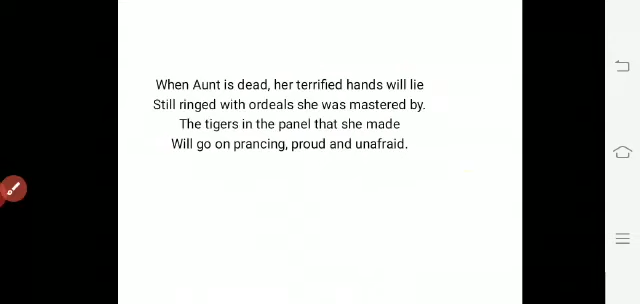 When Aunt is dead, her terrified hands will lie
Still ringed with ordeals she was mastered by.
The tigers in the panel that she made
Will go on prancing, proud and unafraid.